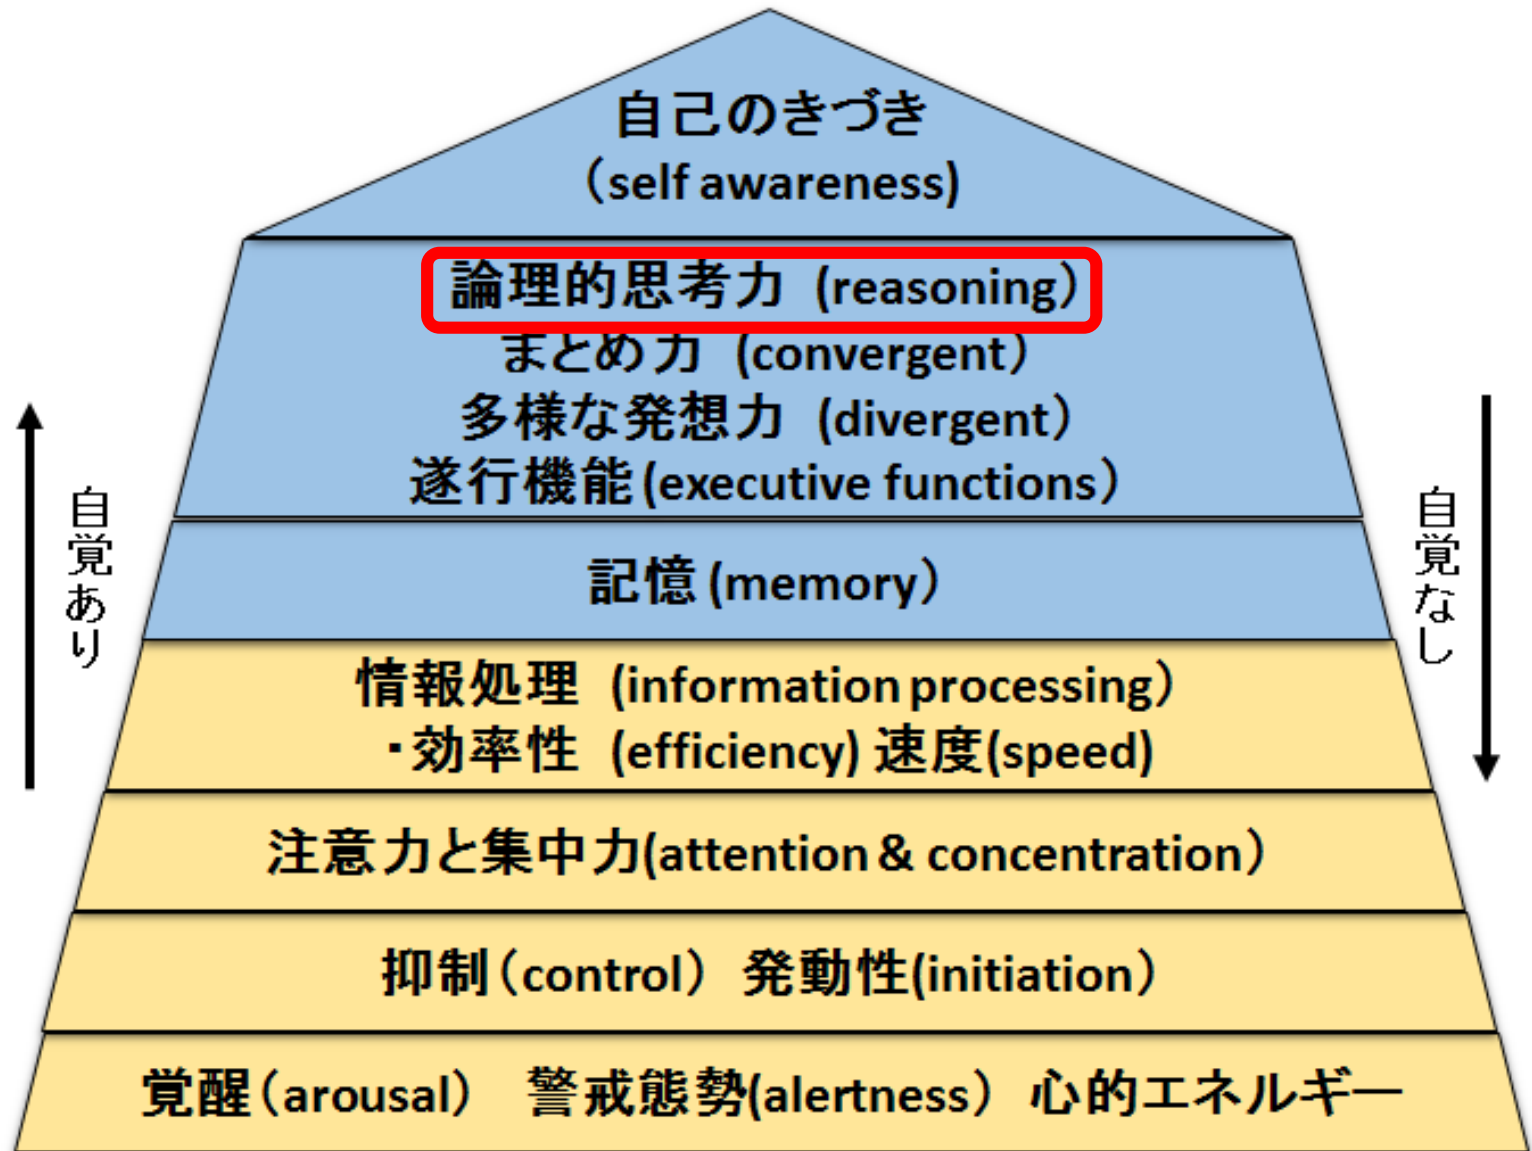 自己のきづき
（self awareness)
論理的思考力 (reasoning）
まとめ力 (convergent）
多様な発想力 (divergent）
遂行機能(executive functions）
記憶(memory）
情報処理 (information processing）
・効率性 (efficiency) 速度(speed)
注意力と集中力(attention & concentration）
抑制（control） 発動性(initiation）
覚醒（arousal） 警戒態勢(alertness） 心的エネルギー
自覚あり
自覚なし